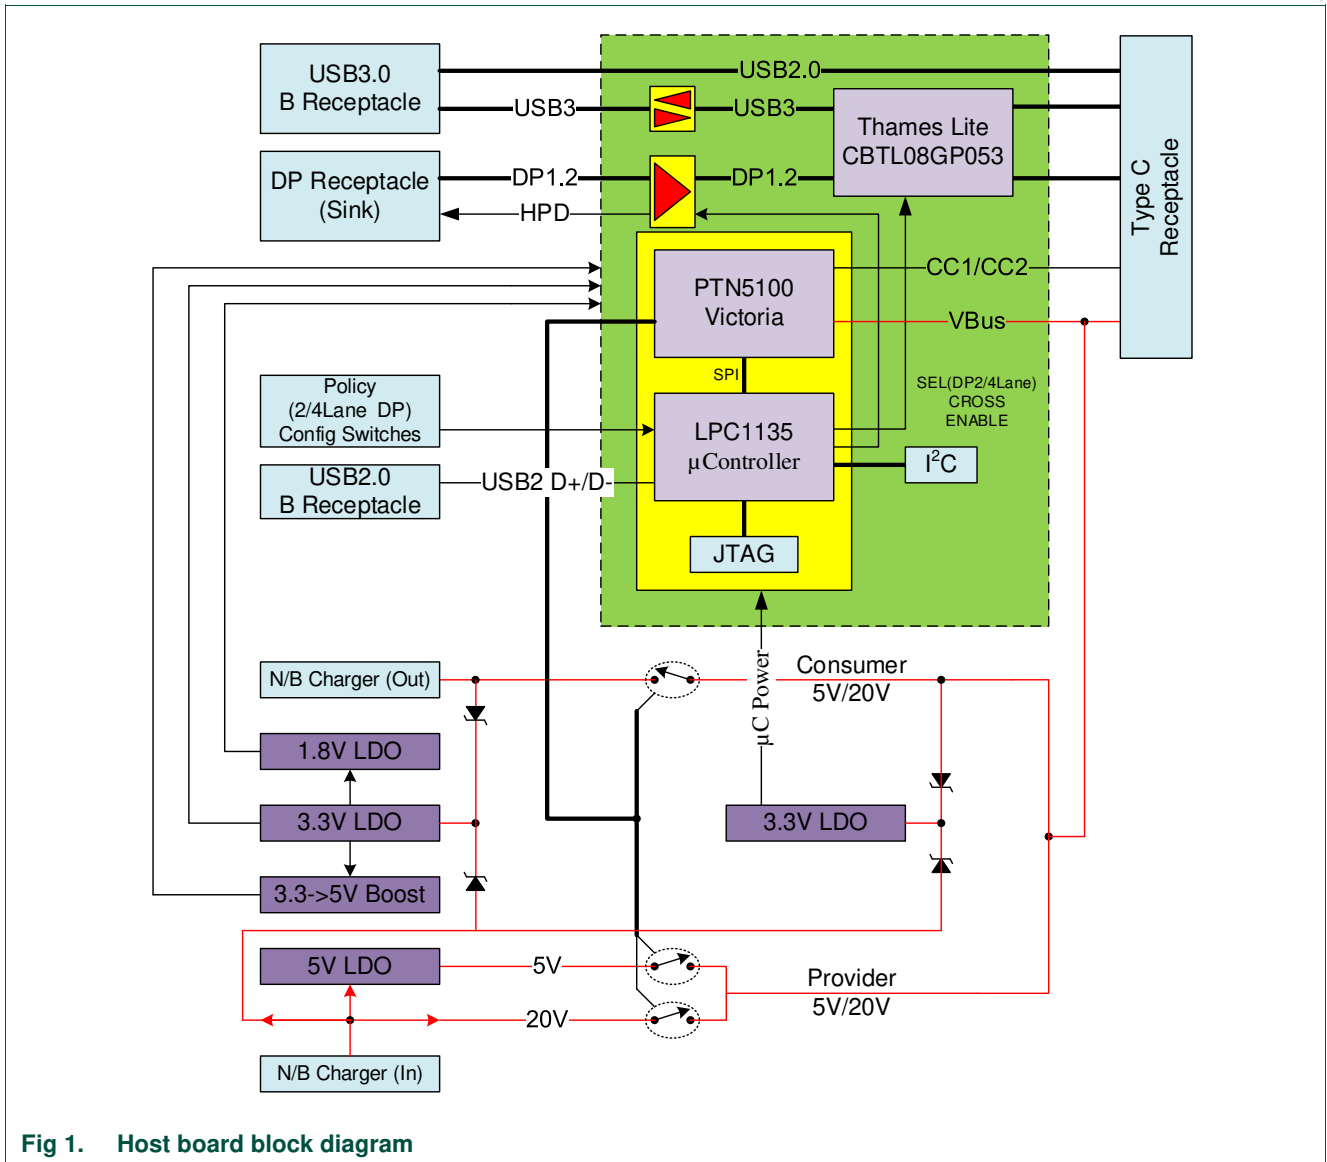 USB3.0
B Receptacle
USB2.0
USB3
USB3
Thames Lite
CBTL08GP053
DP Receptacle
(Sink)
DP1.2
DP1.2
HPD
Type C
Receptacle
PTN5100
Victoria
CC1/CC2
VBus
SPI
Policy
(2/4Lane DP)
Config Switches
LPC1135
µController
SEL(DP2/4Lane)
CROSS
ENABLE
I²C
USB2.0
B Receptacle
USB2 D+/D-
JTAG
µC Power
N/B Charger (Out)
Consumer
5V/20V
1.8V LDO
3.3V LDO
3.3V LDO
3.3->5V Boost
5V LDO
5V
Provider
5V/20V
20V
N/B Charger (In)
Fig 1. Host board block diagram